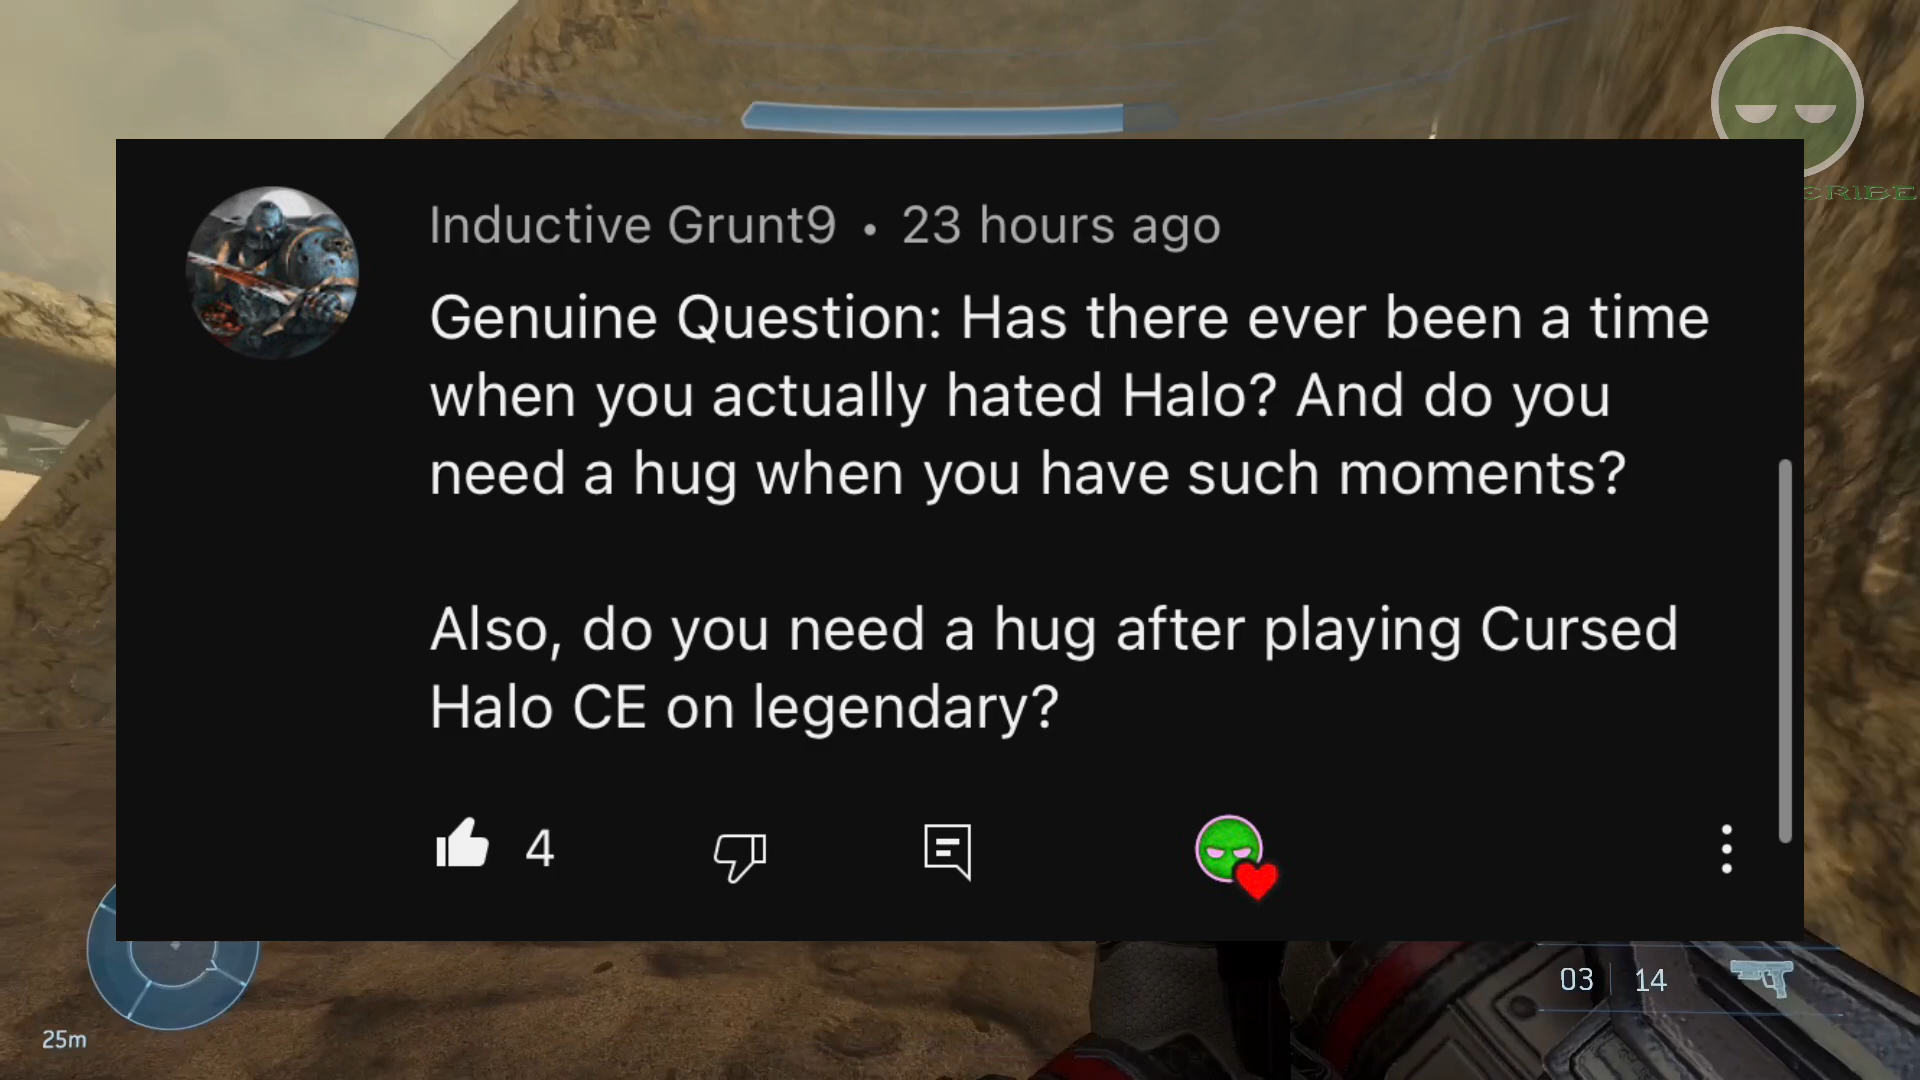 CRIBE
Inductive Grunt9 • 23 hours ago
Genuine Question: Has there ever been a time
when you actually hated Halo? And do you
need a hug when you have such moments?
Also, do you need a hug after playing Cursed
Halo CE on legendary?
4
03 14
25m